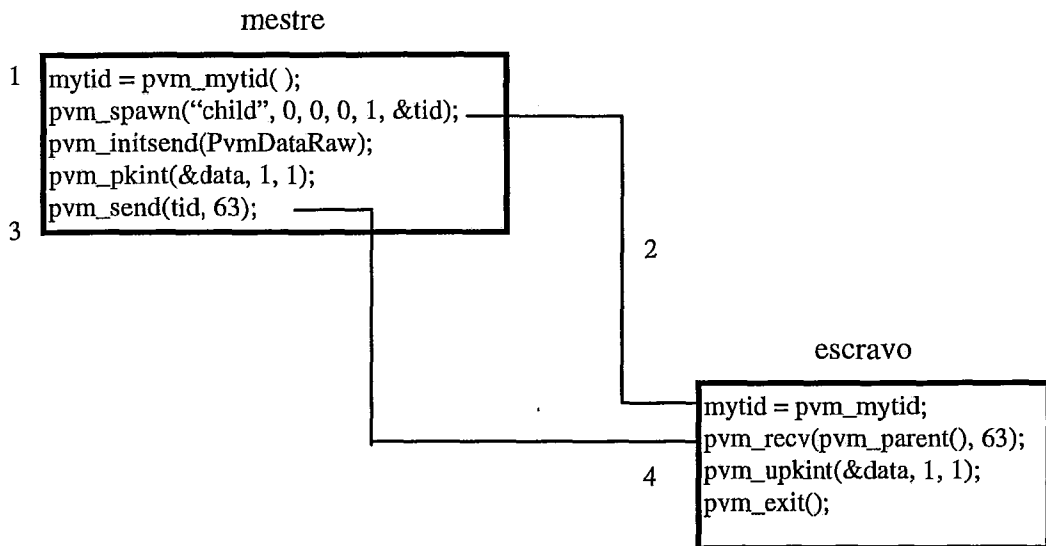 mestre
1
mytid = pvm_mytid( );
pvm_spawn(“child”, 0, 0, 0, 1, &tid);
pvm_initsend(PvmDataRaw);
pvm_pkint(&data, 1, 1);
pvm_send(tid, 63);
3
2
escravo
mytid = pvm_mytid;
pvm_recv(pvm_parent(), 63);
pvm_upkint(&data, 1, 1);
pvm_exit();
4